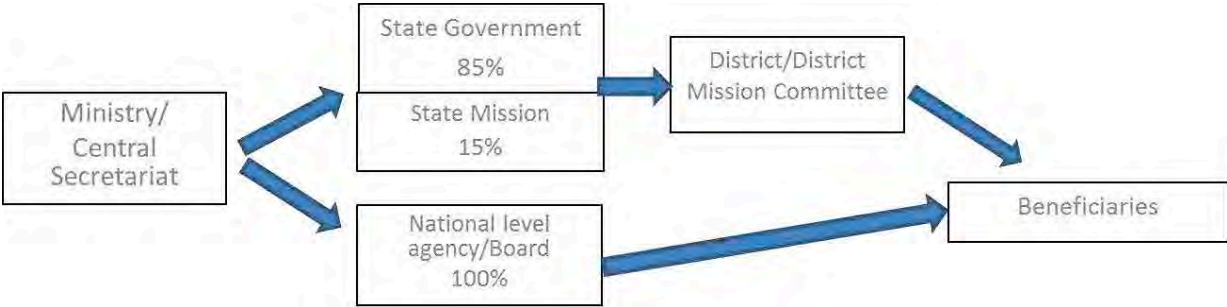 Ministry/
Central
Secretariat
State Government
85%
State Mission
15%
National level
agency/Board
100%
District/District
Mission Committee
Beneficiaries